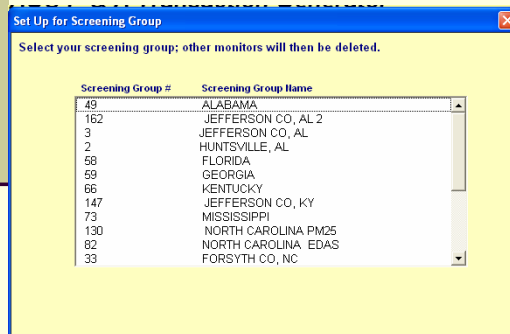 Set Up for Screening Group
Select your screening group; other monitors will then be deleted.
Screening Group # Screening Group Name
49 ALABAMA
162 JEFFERSON CO, AL 2
3 JEFFERSON CO, AL
2 HUNTSVILLE, AL
58 FLORIDA
59 GEORGIA
66 KENTUCKY
147 JEFFERSON CO, KY
73 MISSISSIPPI
130 NORTH CAROLINA PM25
82 NORTH CAROLINA EDAS
33 FORSYTH CO, NC